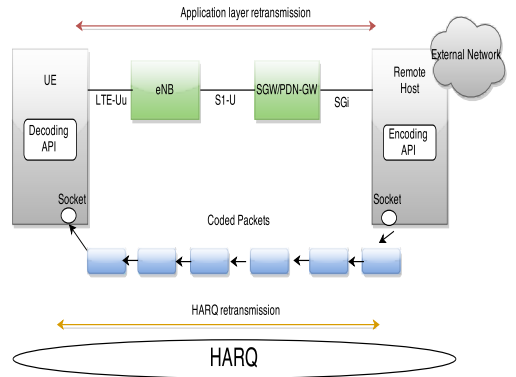 Application layer retransmission
External Network
UE
eNB
SGW/PDN-GW
Remote
Host
LTE-Uu
S1-U
SGi
Decoding
API
Encoding
API
Socket
Socket
Coded Packets
HARQ retransmission
HARQ